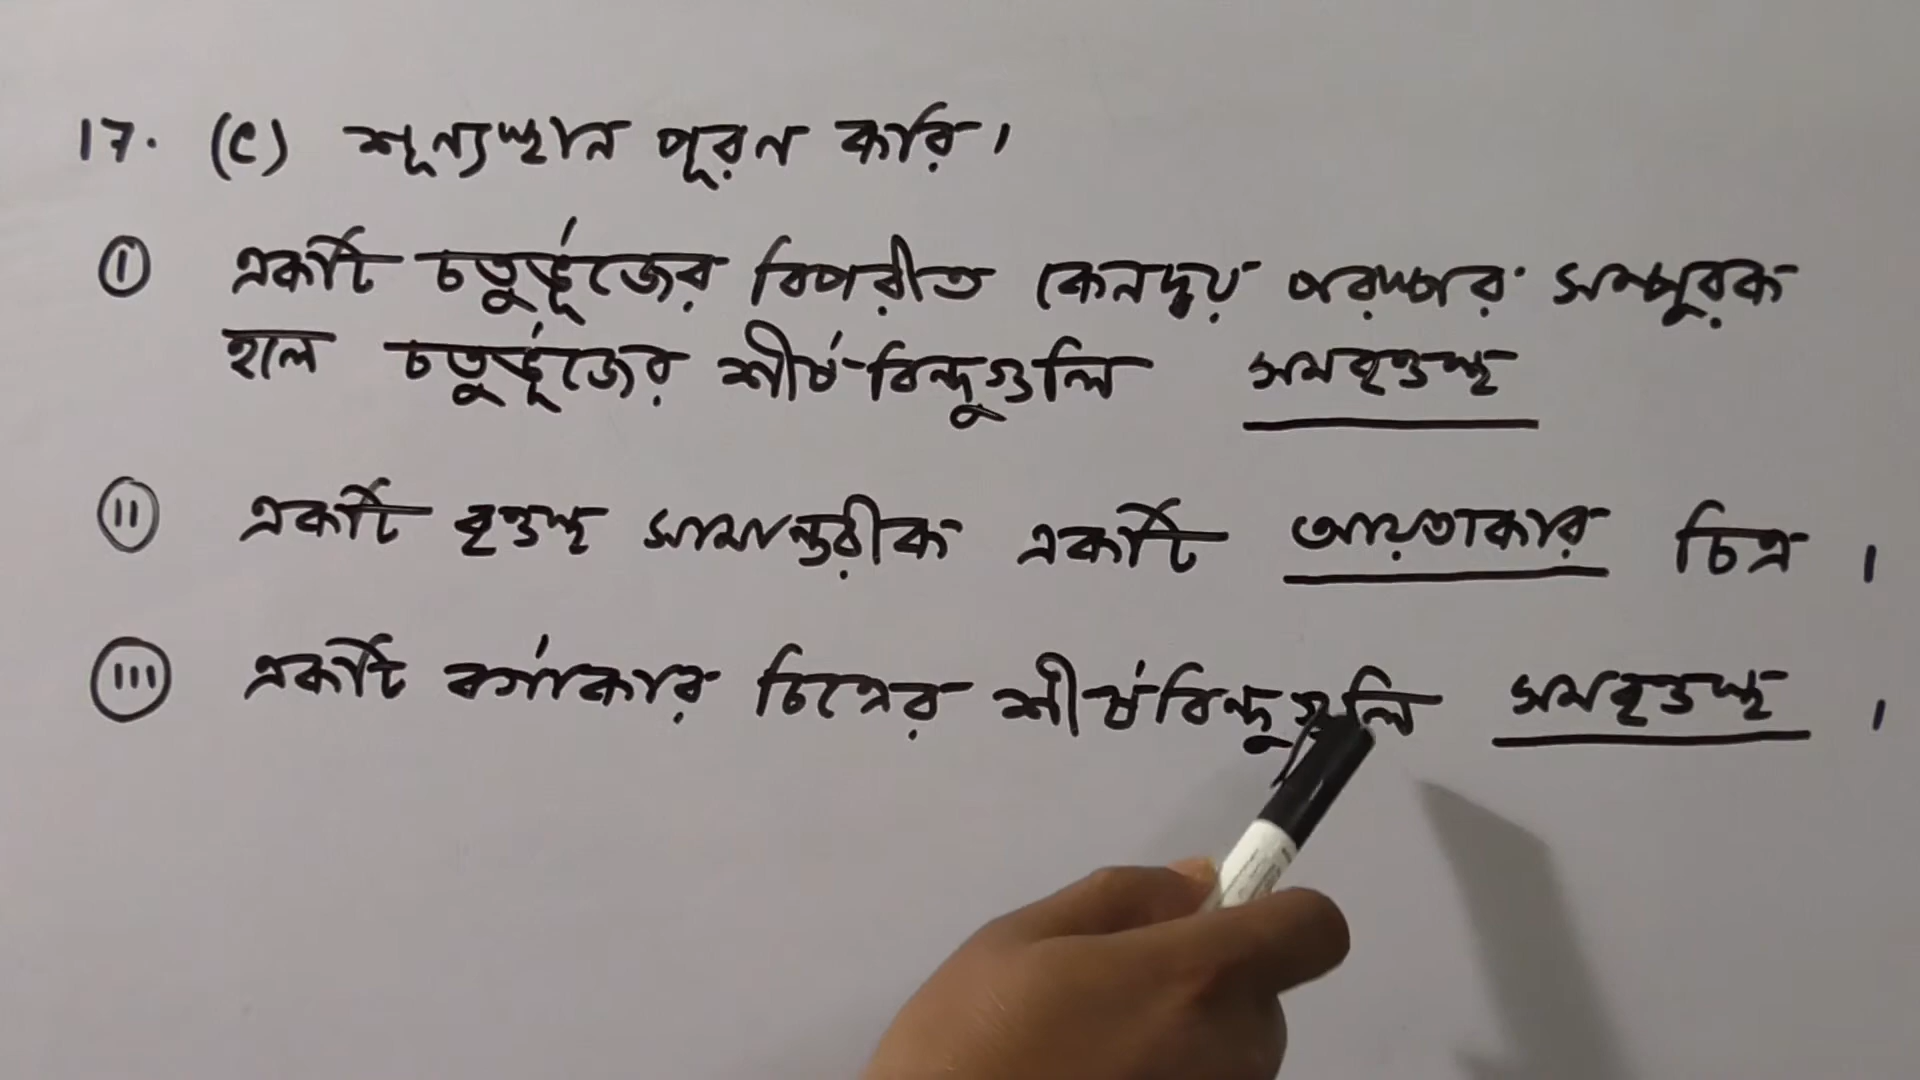 17. (C) শূন্যস্থান পূরন করি।
(i) একটি চতুর্ভূজের বিপরীত কোনদ্বয় পরস্পর সম্পূরক
হলে চতুর্ভূজের শীর্ষবিন্দুগুলি সমবৃত্তস্থ
(ii) একটি বৃত্তস্থ সামান্তরীক একটি আয়তাকার চিত্র।
(iii) একটি বর্গাকার চিত্রের শীর্ষবিন্দুগুলি সমবৃত্তস্থ।